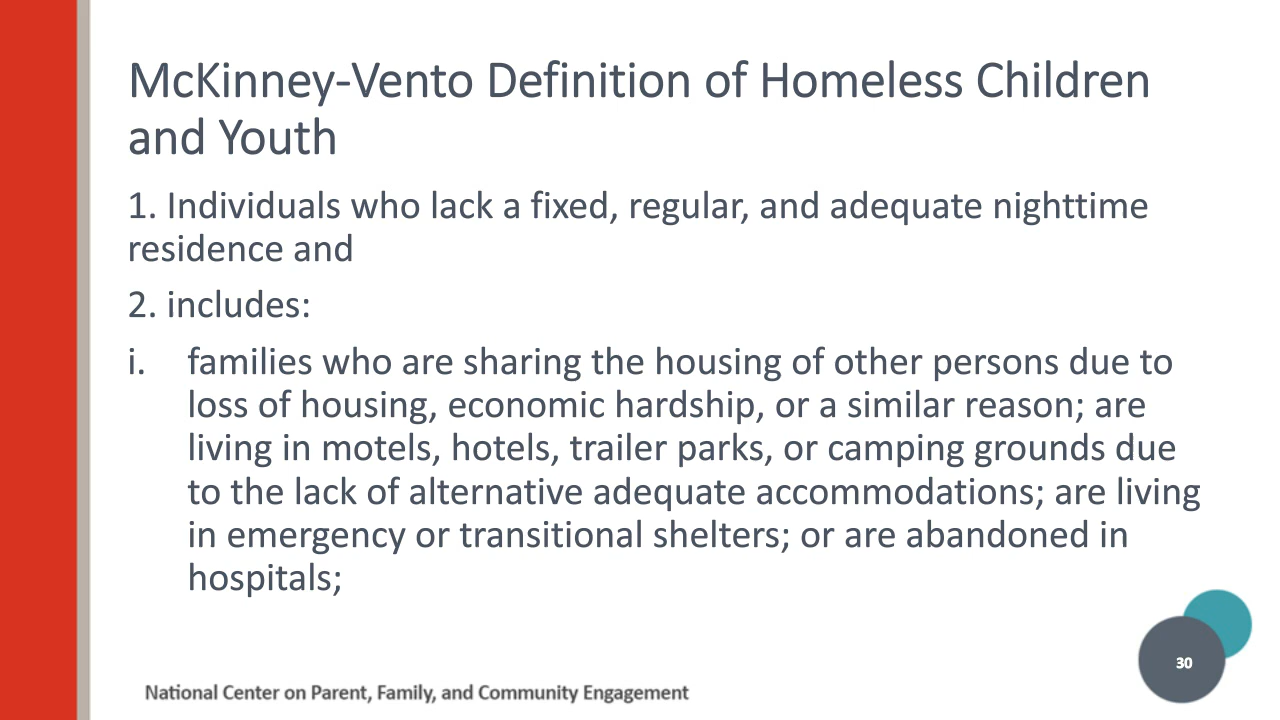 McKinney-Vento Definition of Homeless Children
and Youth
1. Individuals who lack a fixed, regular, and adequate nighttime
residence and
2. includes:
i. families who are sharing the housing of other persons due to
loss of housing, economic hardship, or a similar reason; are
living in motels, hotels, trailer parks, or camping grounds due
to the lack of alternative adequate accommodations; are living
in emergency or transitional shelters; or are abandoned in
hospitals;
30
National Center on Parent, Family, and Community Engagement